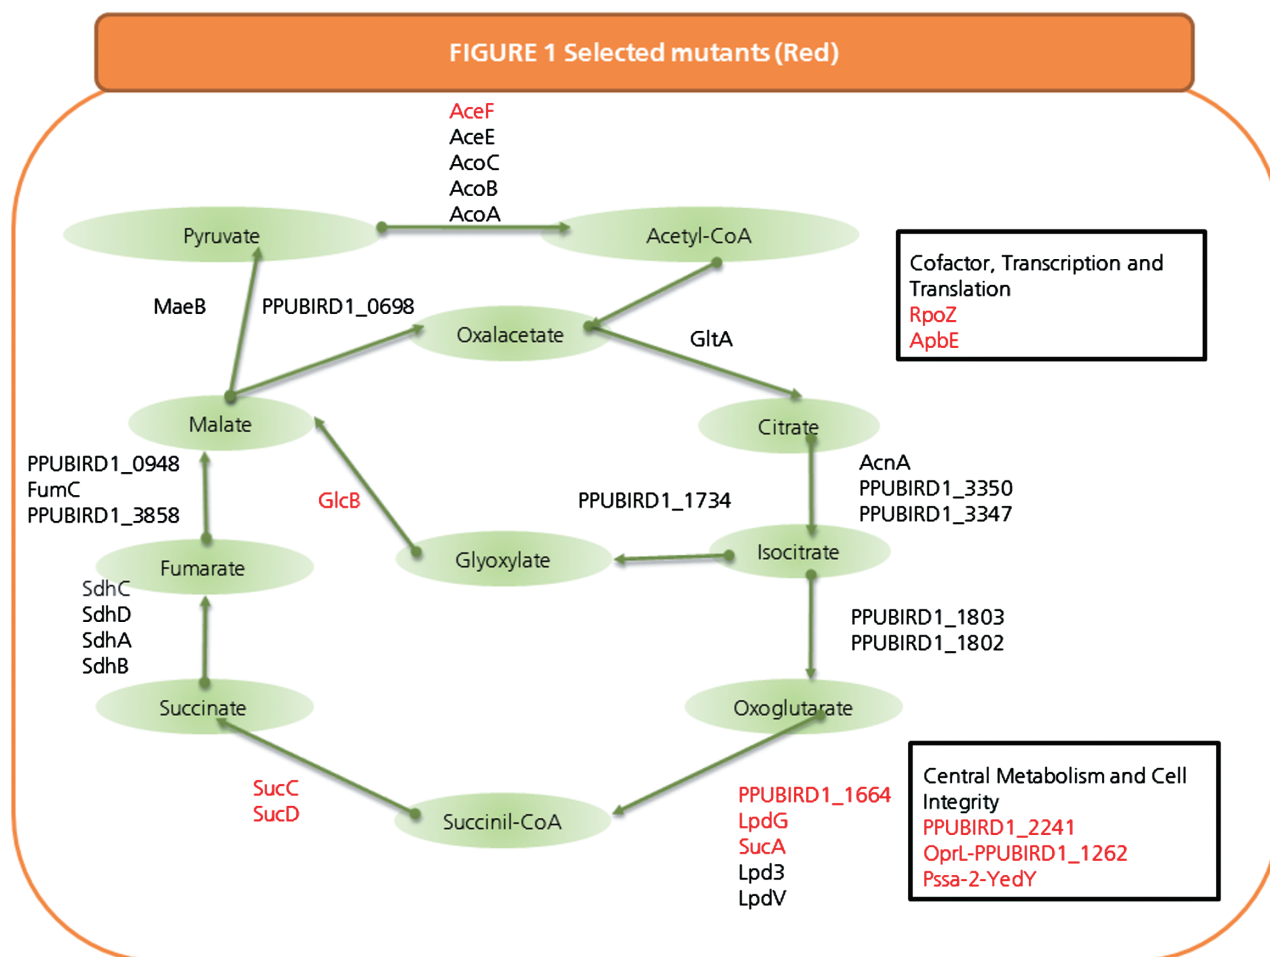 FIGURE 1 Selected mutants (Red)
AceF
AceE
AcoC
AcoB
AcoA
Pyruvate
Acetyl-CoA
Cofactor, Transcription and
Translation
RpoZ
ApbE
MaeB
PPUBIRD1_0698
Oxalacetate
GltA
Malate
Citrate
PPUBIRD1_0948
FumC
PPUBIRD1_3858
GlcB
PPUBIRD1_1734
AcnA
PPUBIRD1_3350
PPUBIRD1_3347
Fumarate
Glyoxylate
Isocitrate
SdhC
SdhD
SdhA
SdhB
PPUBIRD1_1803
PPUBIRD1_1802
Succinate
Oxoglutarate
SucC
SucD
Succinil-CoA
PPUBIRD1_1664
LpdG
SucA
Lpd3
LpdV
Central Metabolism and Cell
Integrity
PPUBIRD1_2241
OprL-PPUBIRD1_1262
Pssa-2-YedY